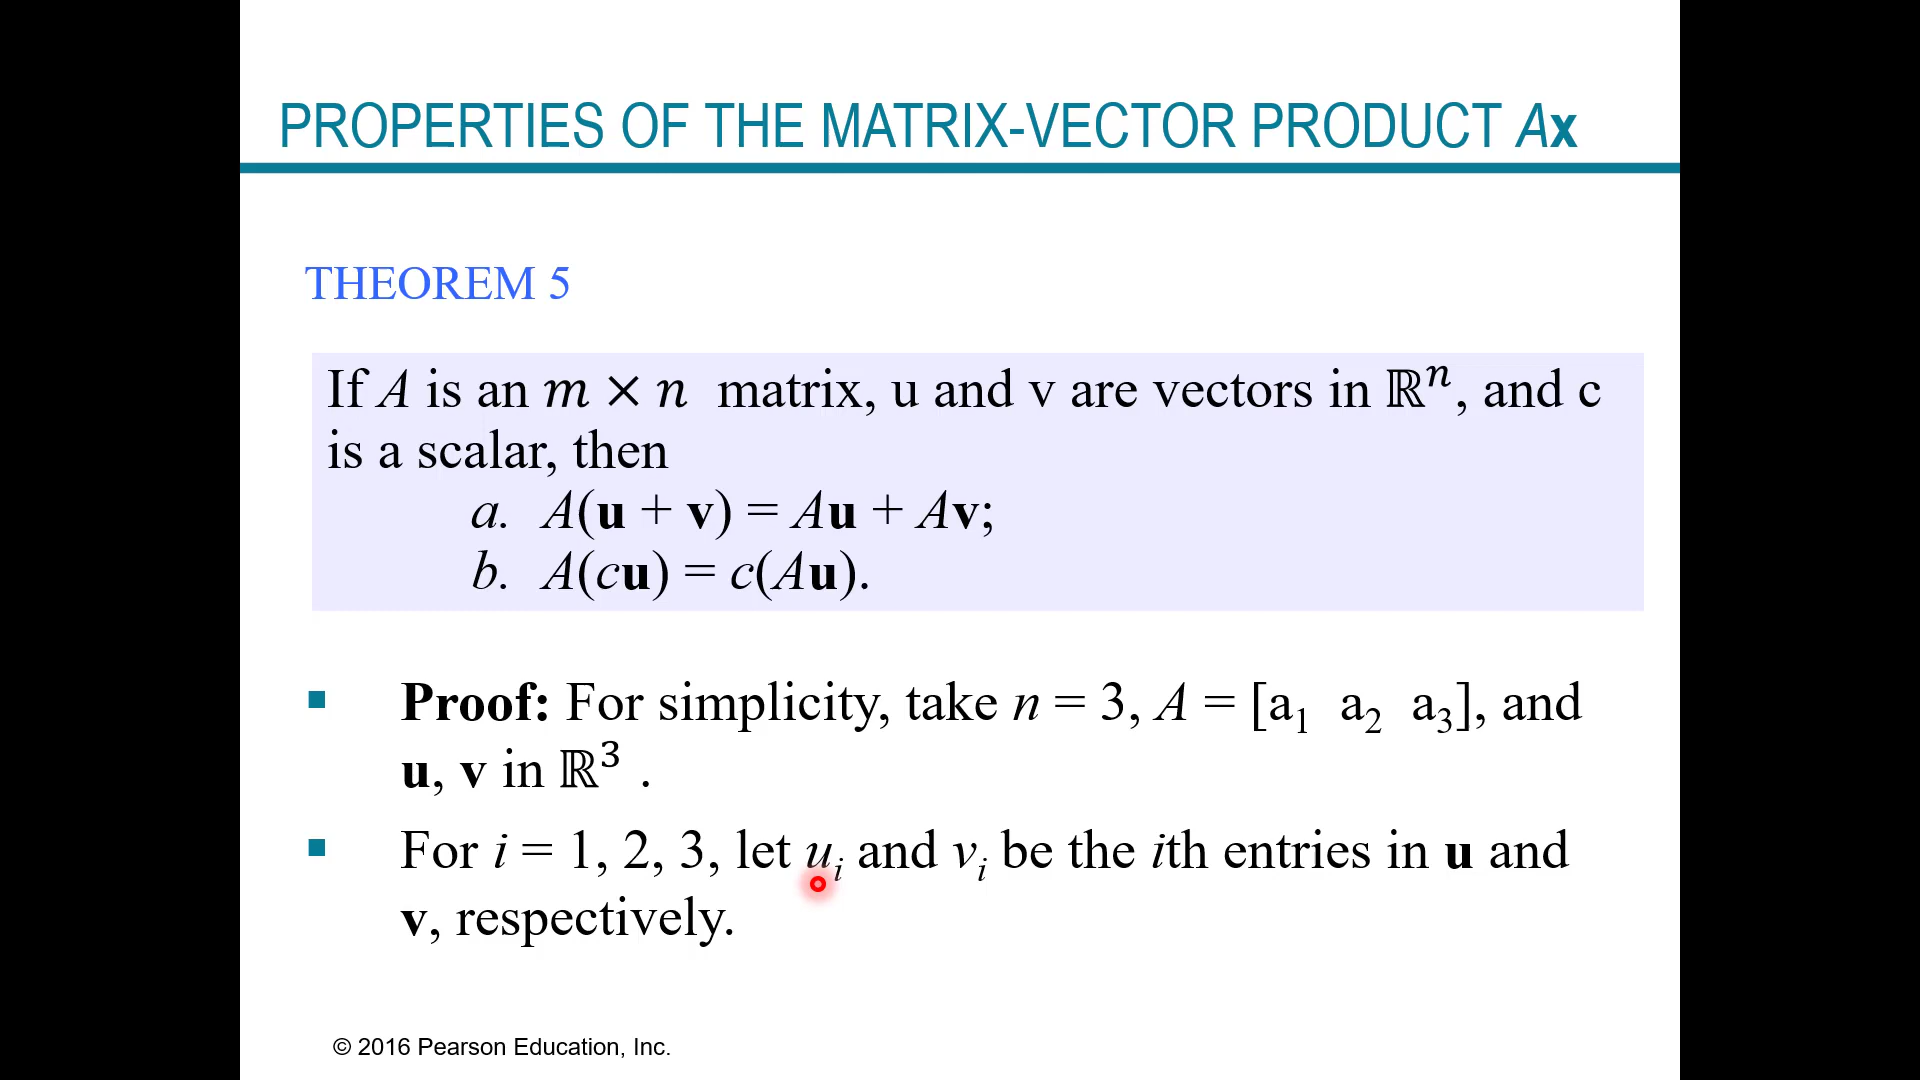 PROPERTIES OF THE MATRIX-VECTOR PRODUCT Ax
THEOREM 5
If A is an m × n matrix, u and v are vectors in ℝⁿ, and c
is a scalar, then
a. A(u + v) = Au + Av;
b. A(cu) = c(Au).
Proof: For simplicity, take n = 3, A = [a₁ a₂ a₃], and
u, v in ℝ³ .
For i = 1, 2, 3, let uᵢ and vᵢ be the ith entries in u and
v, respectively.
© 2016 Pearson Education, Inc.